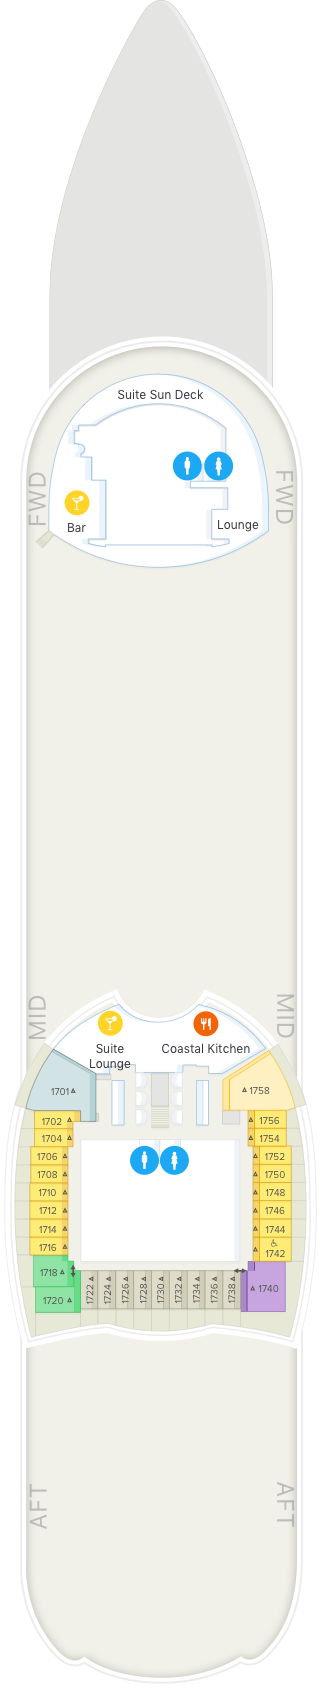 Suite Sun Deck
FWD
FWD
Bar
Lounge
MID
MID
Suite
Lounge
Coastal Kitchen
1701
1758
1702
1756
1704
1754
1706
1752
1708
1750
1710
1748
1712
1746
1714
1744
1716
1742
1718
1720
1722
1724
1726
1728
1730
1732
1734
1736
1738
1740
AFT
AFT